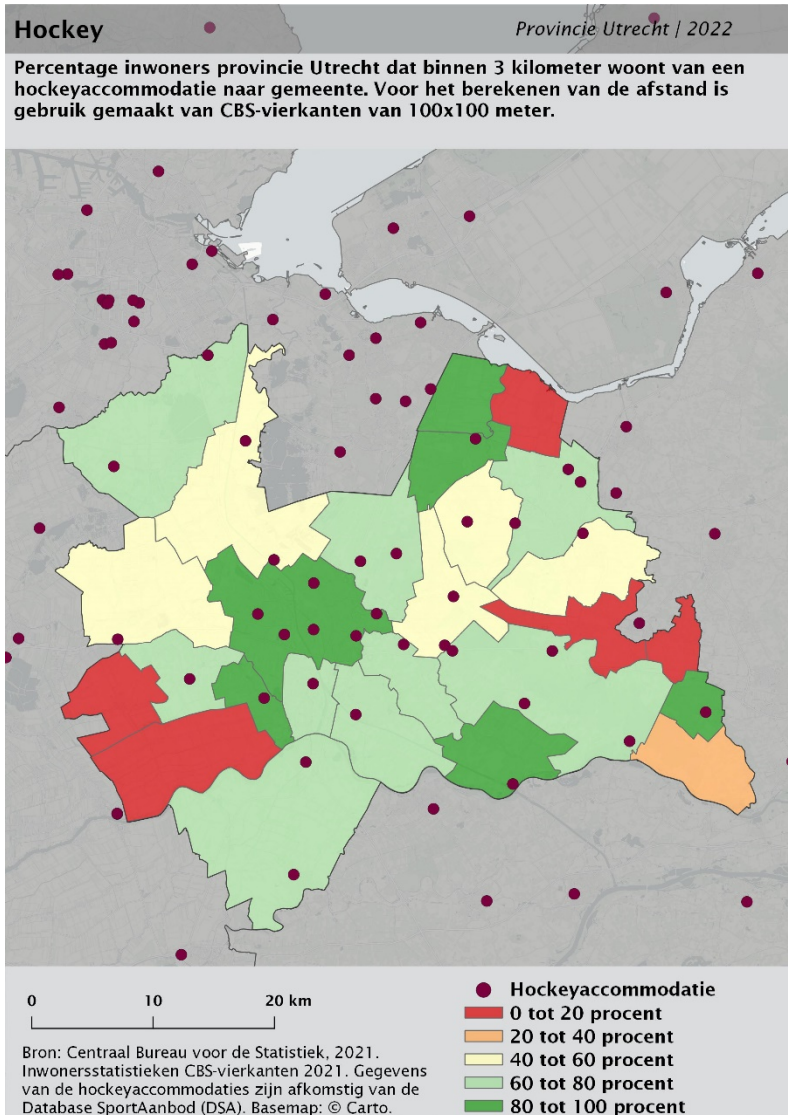 Hockey
Provincie Utrecht | 2022
Percentage inwoners provincie Utrecht dat binnen 3 kilometer woont van een
hockeyaccommodatie naar gemeente. Voor het berekenen van de afstand is
gebruik gemaakt van CBS-vierkanten van 100x100 meter.
0 10 20 km
Bron: Centraal Bureau voor de Statistiek, 2021.
Inwonersstatistieken CBS-vierkanten 2021. Gegevens
van de hockeyaccommodaties zijn afkomstig van de
Database SportAanbod (DSA). Basemap: © Carto.
Hockeyaccommodatie
0 tot 20 procent
20 tot 40 procent
40 tot 60 procent
60 tot 80 procent
80 tot 100 procent